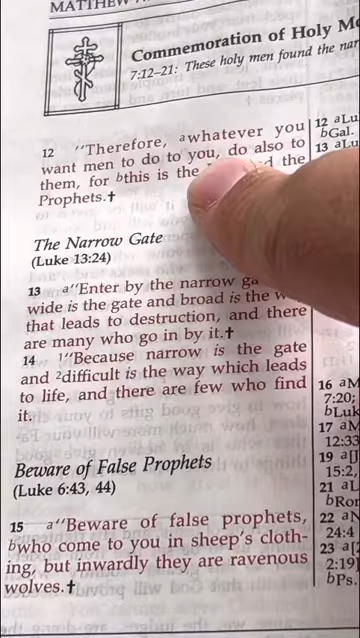 MATTHEW
Commemoration of Holy
7:12–21: These holy men found the nar
12 "Therefore, awhatever you
want men to do to you, do also to
them, for bthis is the the
Prophets.†
The Narrow Gate
(Luke 13:24)
13 a"Enter by the narrow
wide is the gate and broad is the
that leads to destruction, and there
are many who go in by it.†
14 1"Because narrow is the gate
and 2difficult is the way which leads
to life, and there are few who find
it.
Beware of False Prophets
(Luke 6:43, 44)
15 a"Beware of false prophets,
bwho come to you in sheep's cloth-
ing, but inwardly they are ravenous
wolves.†
12 aLu
bGal.
13 aLu
16 aM
7:20;
bLuk
17 aM
12:33
19 a[J
15:2,
21 aL
bRo
22 aN
24:4
23 a[2
2:19]
bPs.